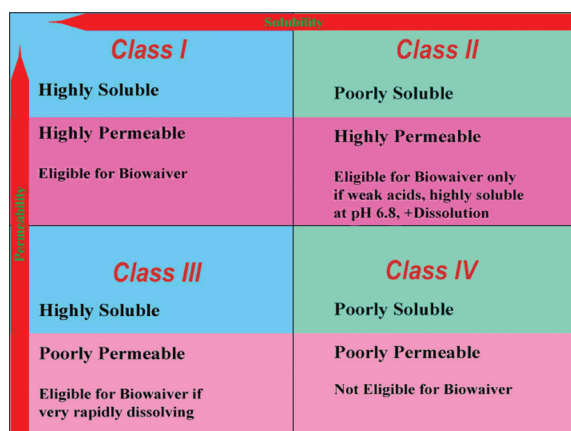 Solubility
Permeability
Class I
Highly Soluble
Highly Permeable
Eligible for Biowaiver
Class II
Poorly Soluble
Highly Permeable
Eligible for Biowaiver only
if weak acids, highly soluble
at pH 6.8, +Dissolution
Class III
Highly Soluble
Poorly Permeable
Eligible for Biowaiver if
very rapidly dissolving
Class IV
Poorly Soluble
Poorly Permeable
Not Eligible for Biowaiver